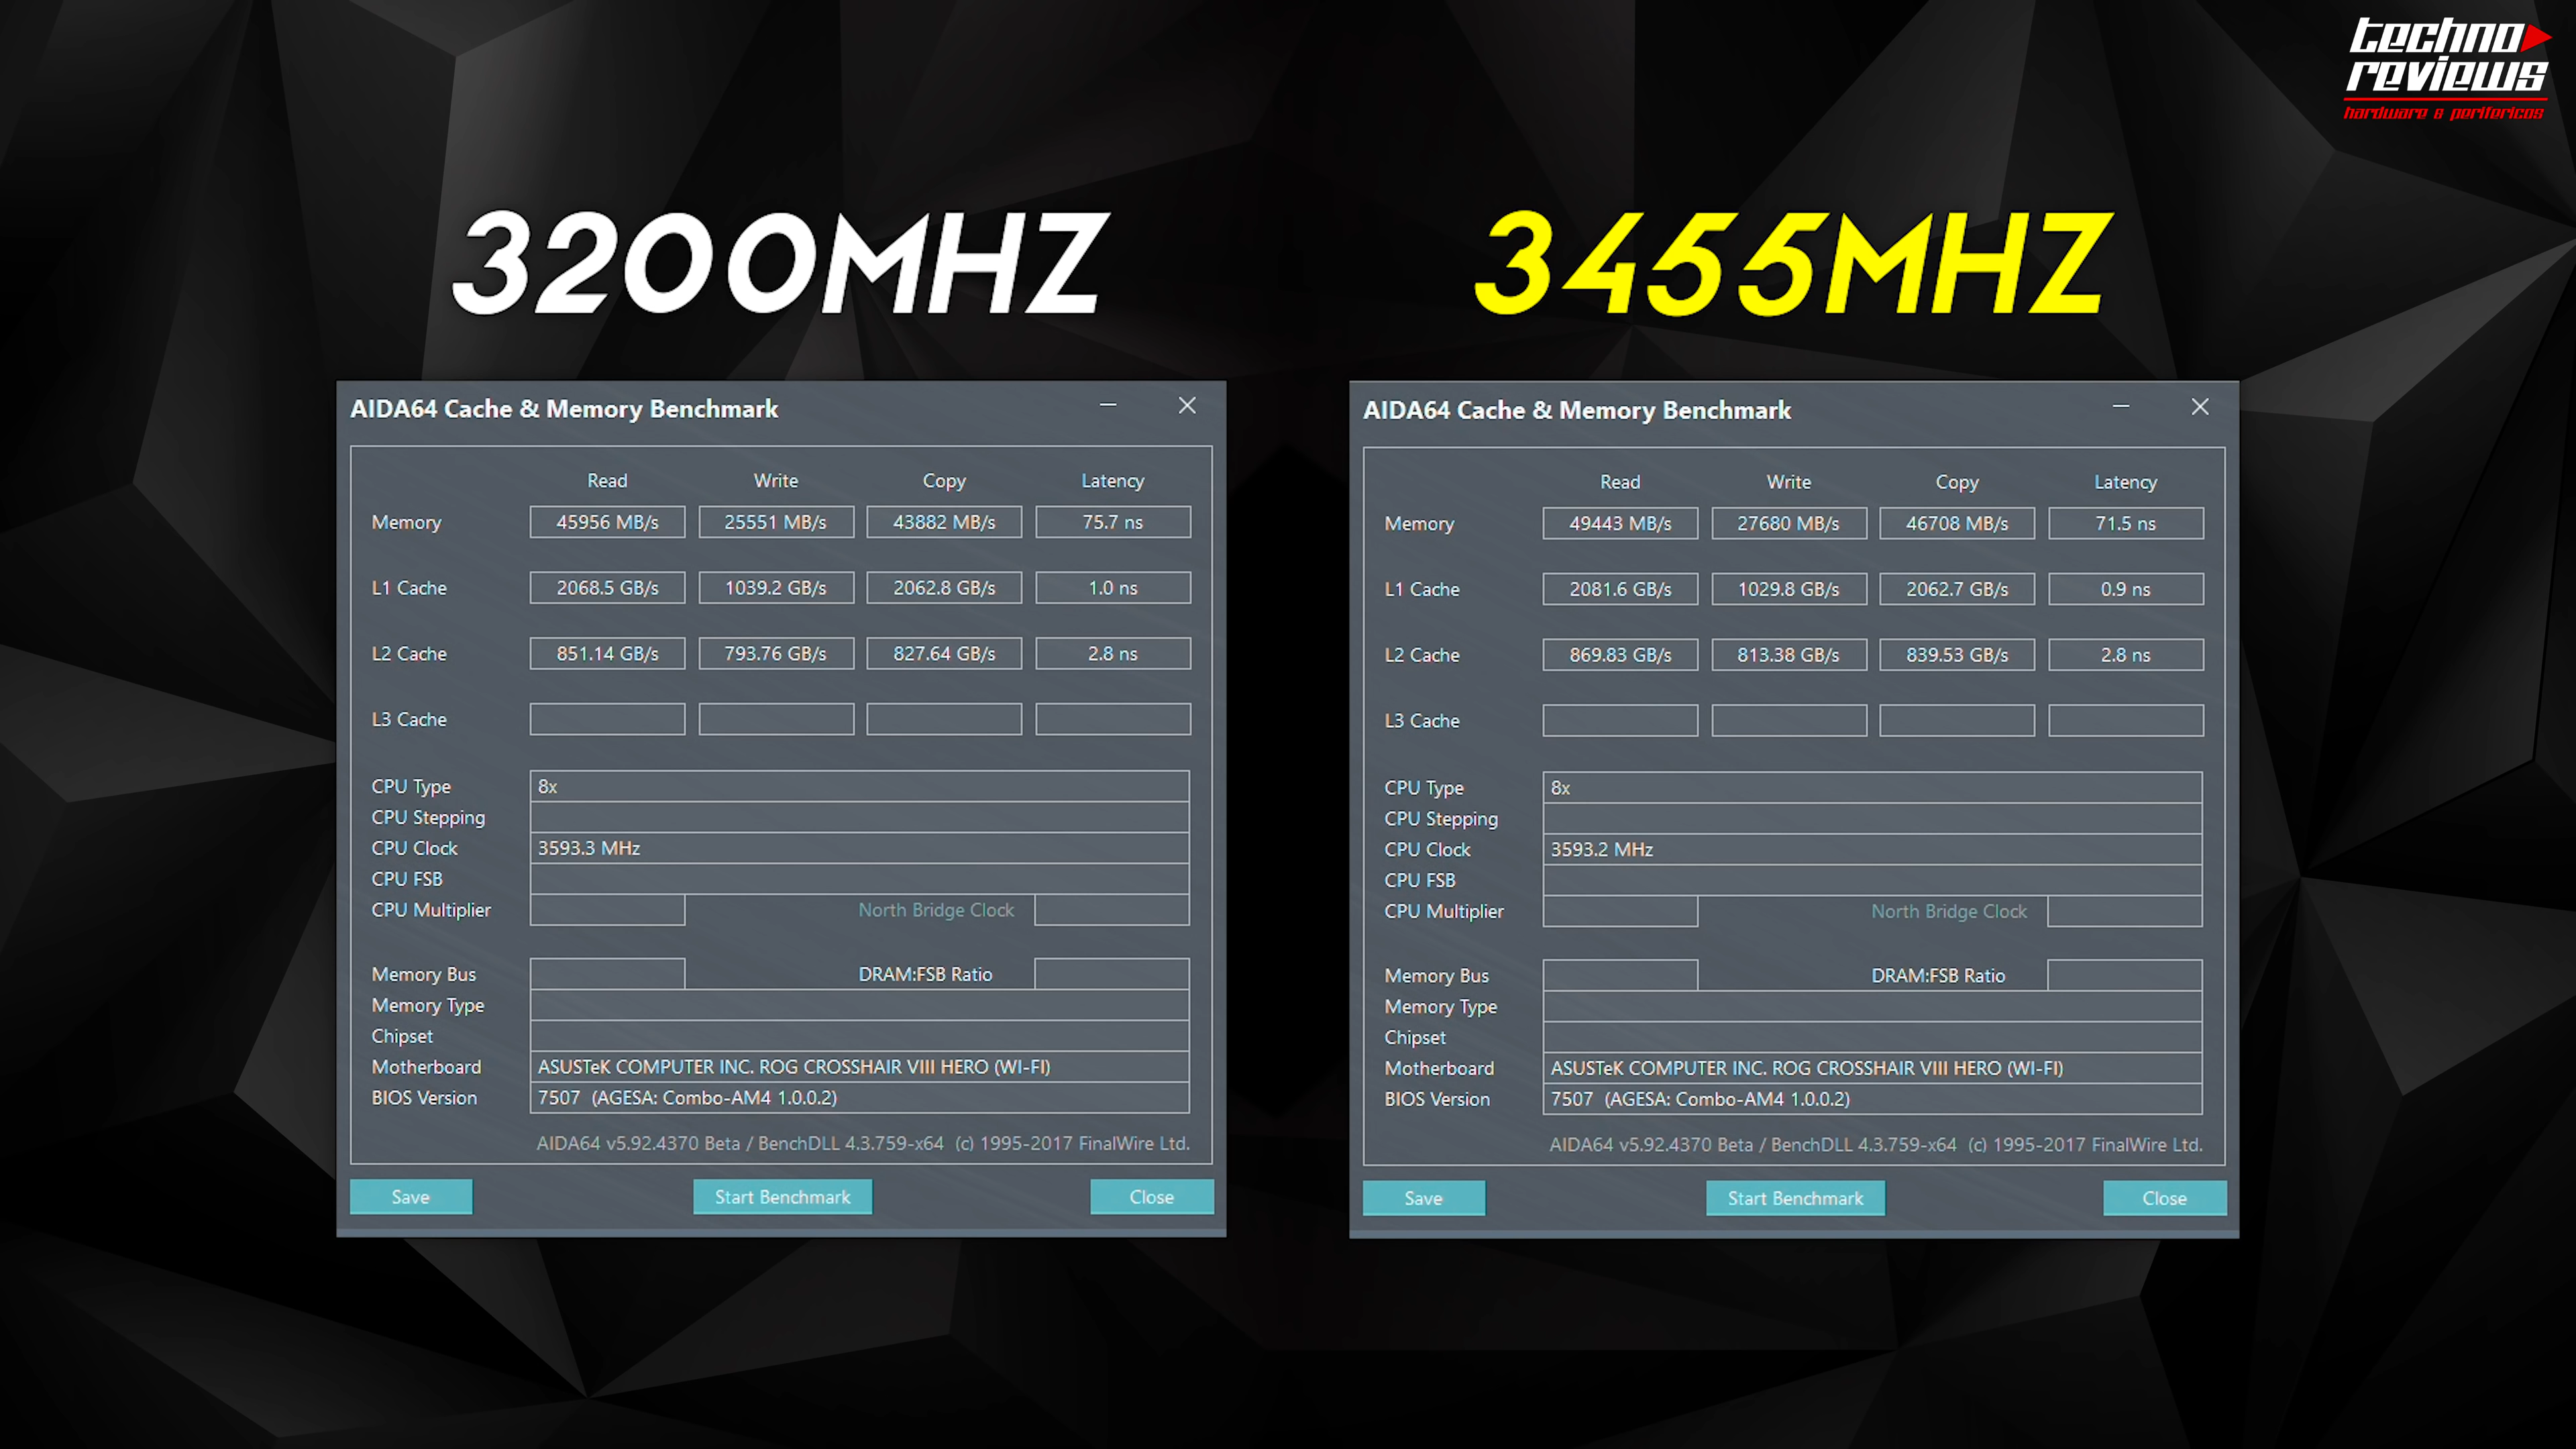 techno
reviews
hardware e perifericos
3200MHZ
3455MHZ
AIDA64 Cache & Memory Benchmark
Read Write Copy Latency
Memory 45956 MB/s 25551 MB/s 43882 MB/s 75.7 ns
L1 Cache 2068.5 GB/s 1039.2 GB/s 2062.8 GB/s 1.0 ns
L2 Cache 851.14 GB/s 793.76 GB/s 827.64 GB/s 2.8 ns
L3 Cache
CPU Type 8x
CPU Stepping
CPU Clock 3593.3 MHz
CPU FSB
CPU Multiplier North Bridge Clock
Memory Bus DRAM:FSB Ratio
Memory Type
Chipset
Motherboard ASUSTeK COMPUTER INC. ROG CROSSHAIR VIII HERO (WI-FI)
BIOS Version 7507 (AGESA: Combo-AM4 1.0.0.2)
AIDA64 v5.92.4370 Beta / BenchDLL 4.3.759-x64 (c) 1995-2017 FinalWire Ltd.
Save Start Benchmark Close
AIDA64 Cache & Memory Benchmark
Read Write Copy Latency
Memory 49443 MB/s 27680 MB/s 46708 MB/s 71.5 ns
L1 Cache 2081.6 GB/s 1029.8 GB/s 2062.7 GB/s 0.9 ns
L2 Cache 869.83 GB/s 813.38 GB/s 839.53 GB/s 2.8 ns
L3 Cache
CPU Type 8x
CPU Stepping
CPU Clock 3593.2 MHz
CPU FSB
CPU Multiplier North Bridge Clock
Memory Bus DRAM:FSB Ratio
Memory Type
Chipset
Motherboard ASUSTeK COMPUTER INC. ROG CROSSHAIR VIII HERO (WI-FI)
BIOS Version 7507 (AGESA: Combo-AM4 1.0.0.2)
AIDA64 v5.92.4370 Beta / BenchDLL 4.3.759-x64 (c) 1995-2017 FinalWire Ltd.
Save Start Benchmark Close